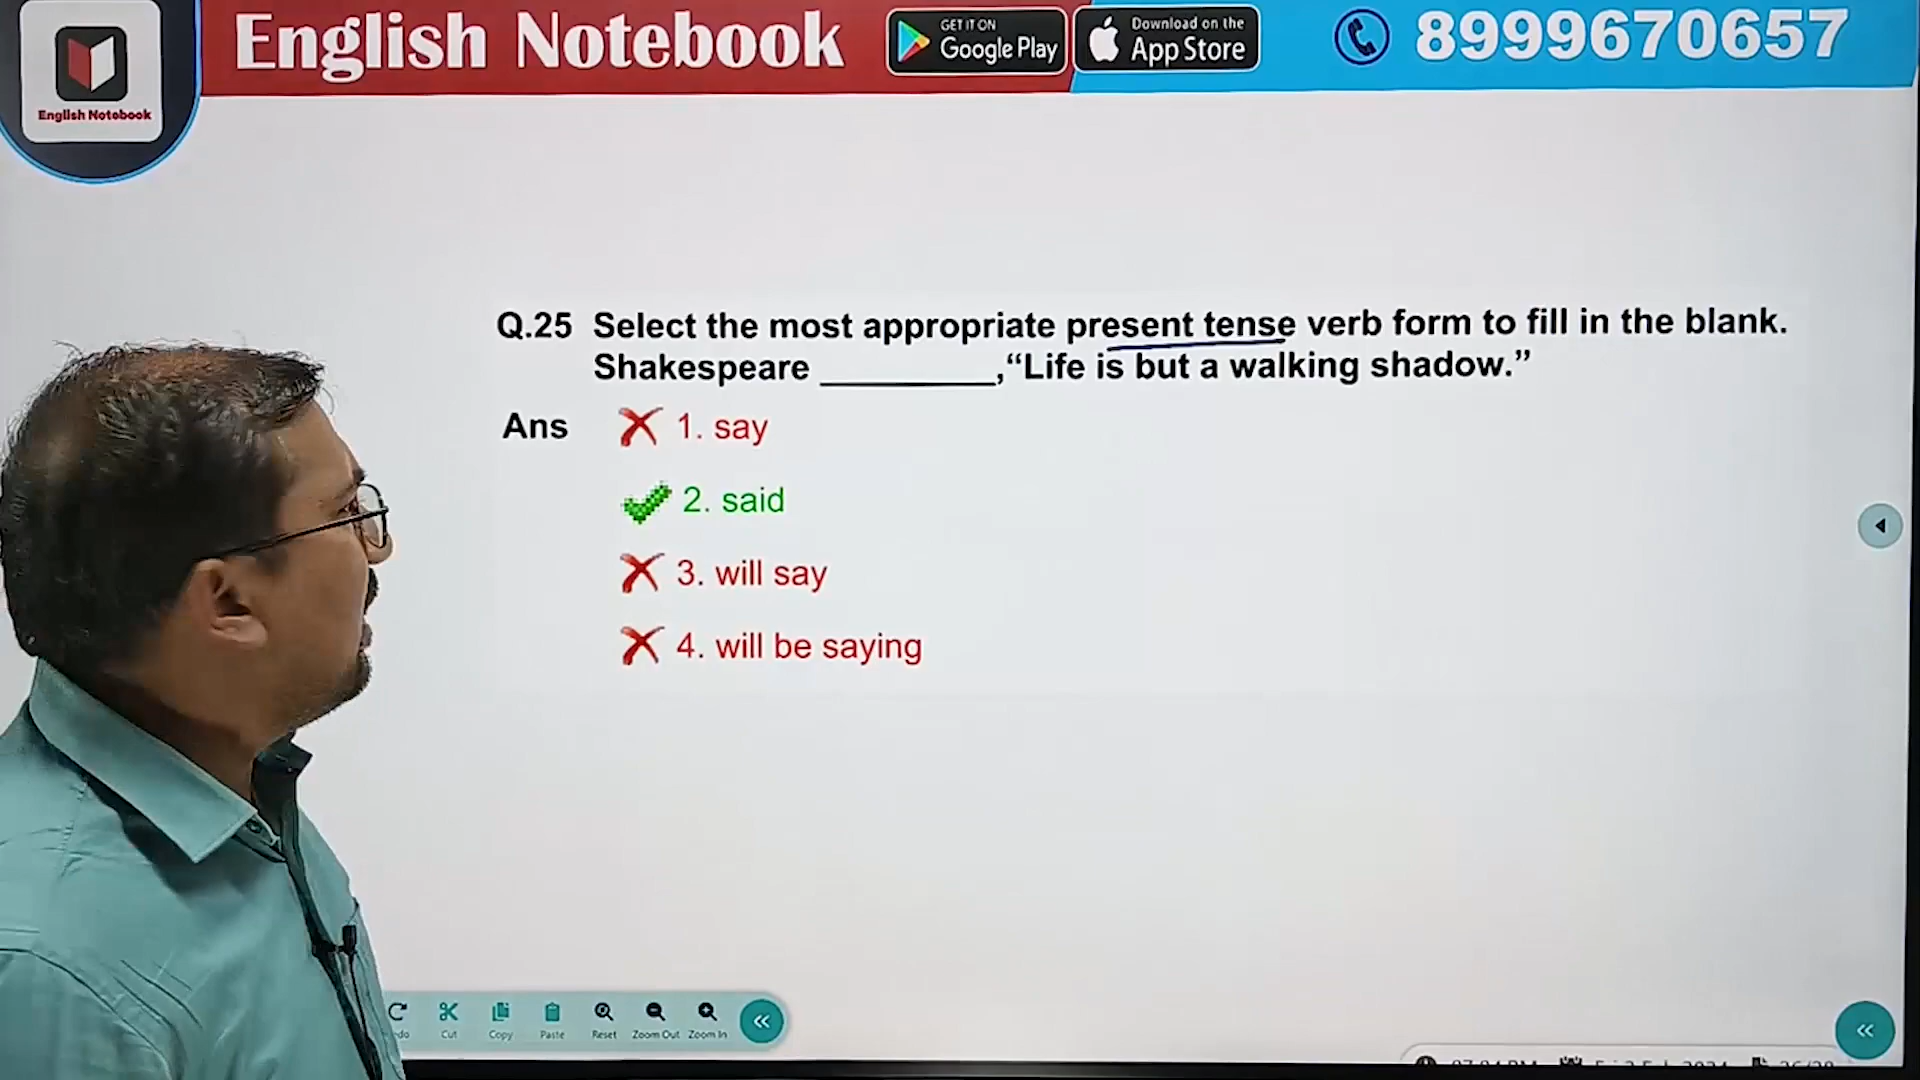 English Notebook
English Notebook
GET IT ON
Google Play
Download on the
App Store
8999670657
Q.25 Select the most appropriate present tense verb form to fill in the blank.
Shakespeare __________,“Life is but a walking shadow.”
Ans 1. say
2. said
3. will say
4. will be saying
Cut Copy Paste Reset Zoom Out Zoom In